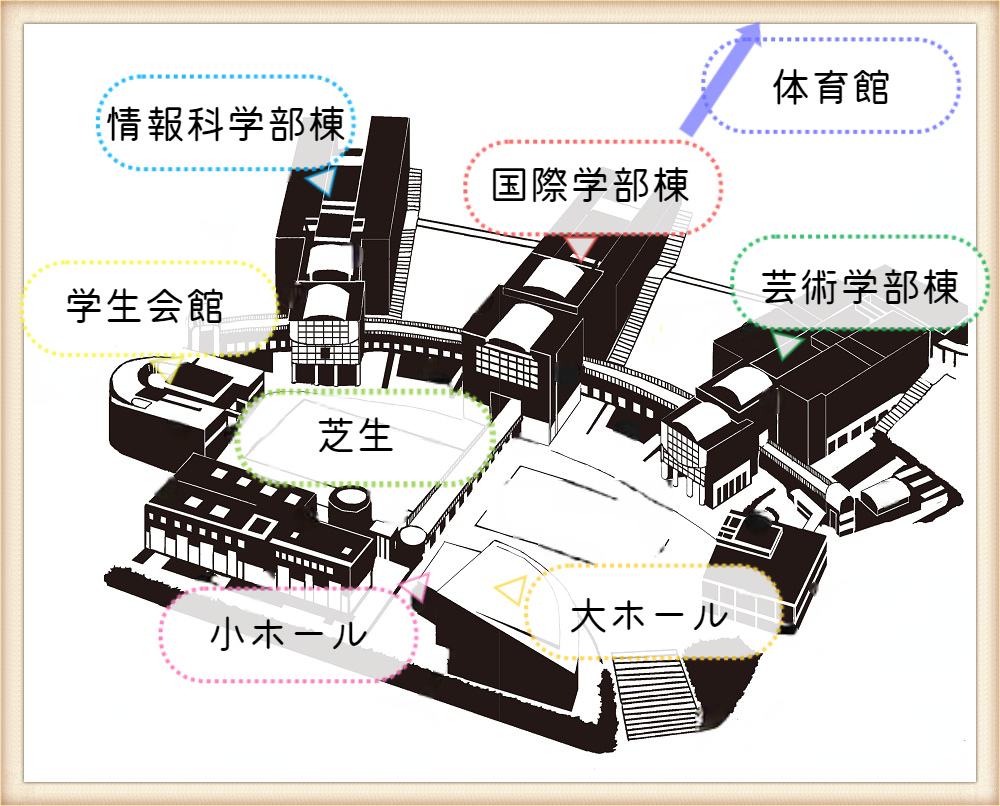 体育館
情報科学部棟
国際学部棟
芸術学部棟
学生会館
芝生
小ホール
大ホール